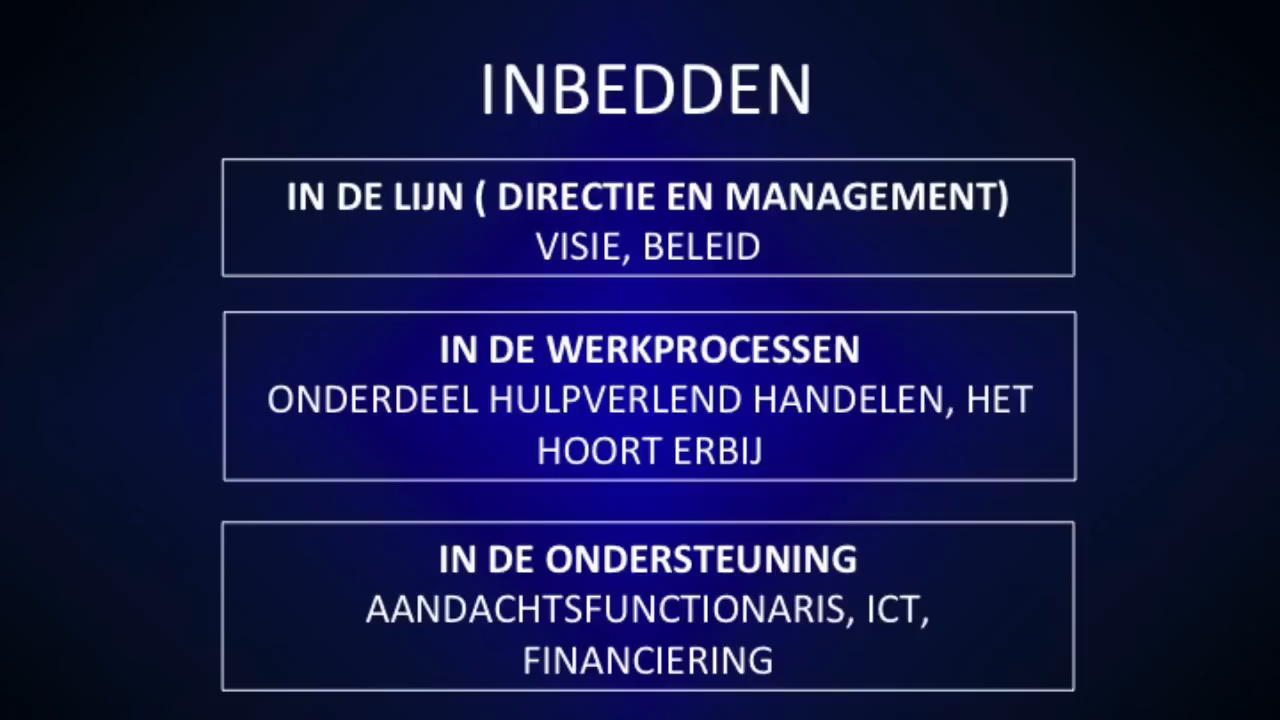 INBEDDEN
IN DE LIJN ( DIRECTIE EN MANAGEMENT)
VISIE, BELEID
IN DE WERKPROCESSEN
ONDERDEEL HULPVERLEND HANDELEN, HET
HOORT ERBIJ
IN DE ONDERSTEUNING
AANDACHTSFUNCTIONARIS, ICT,
FINANCIERING